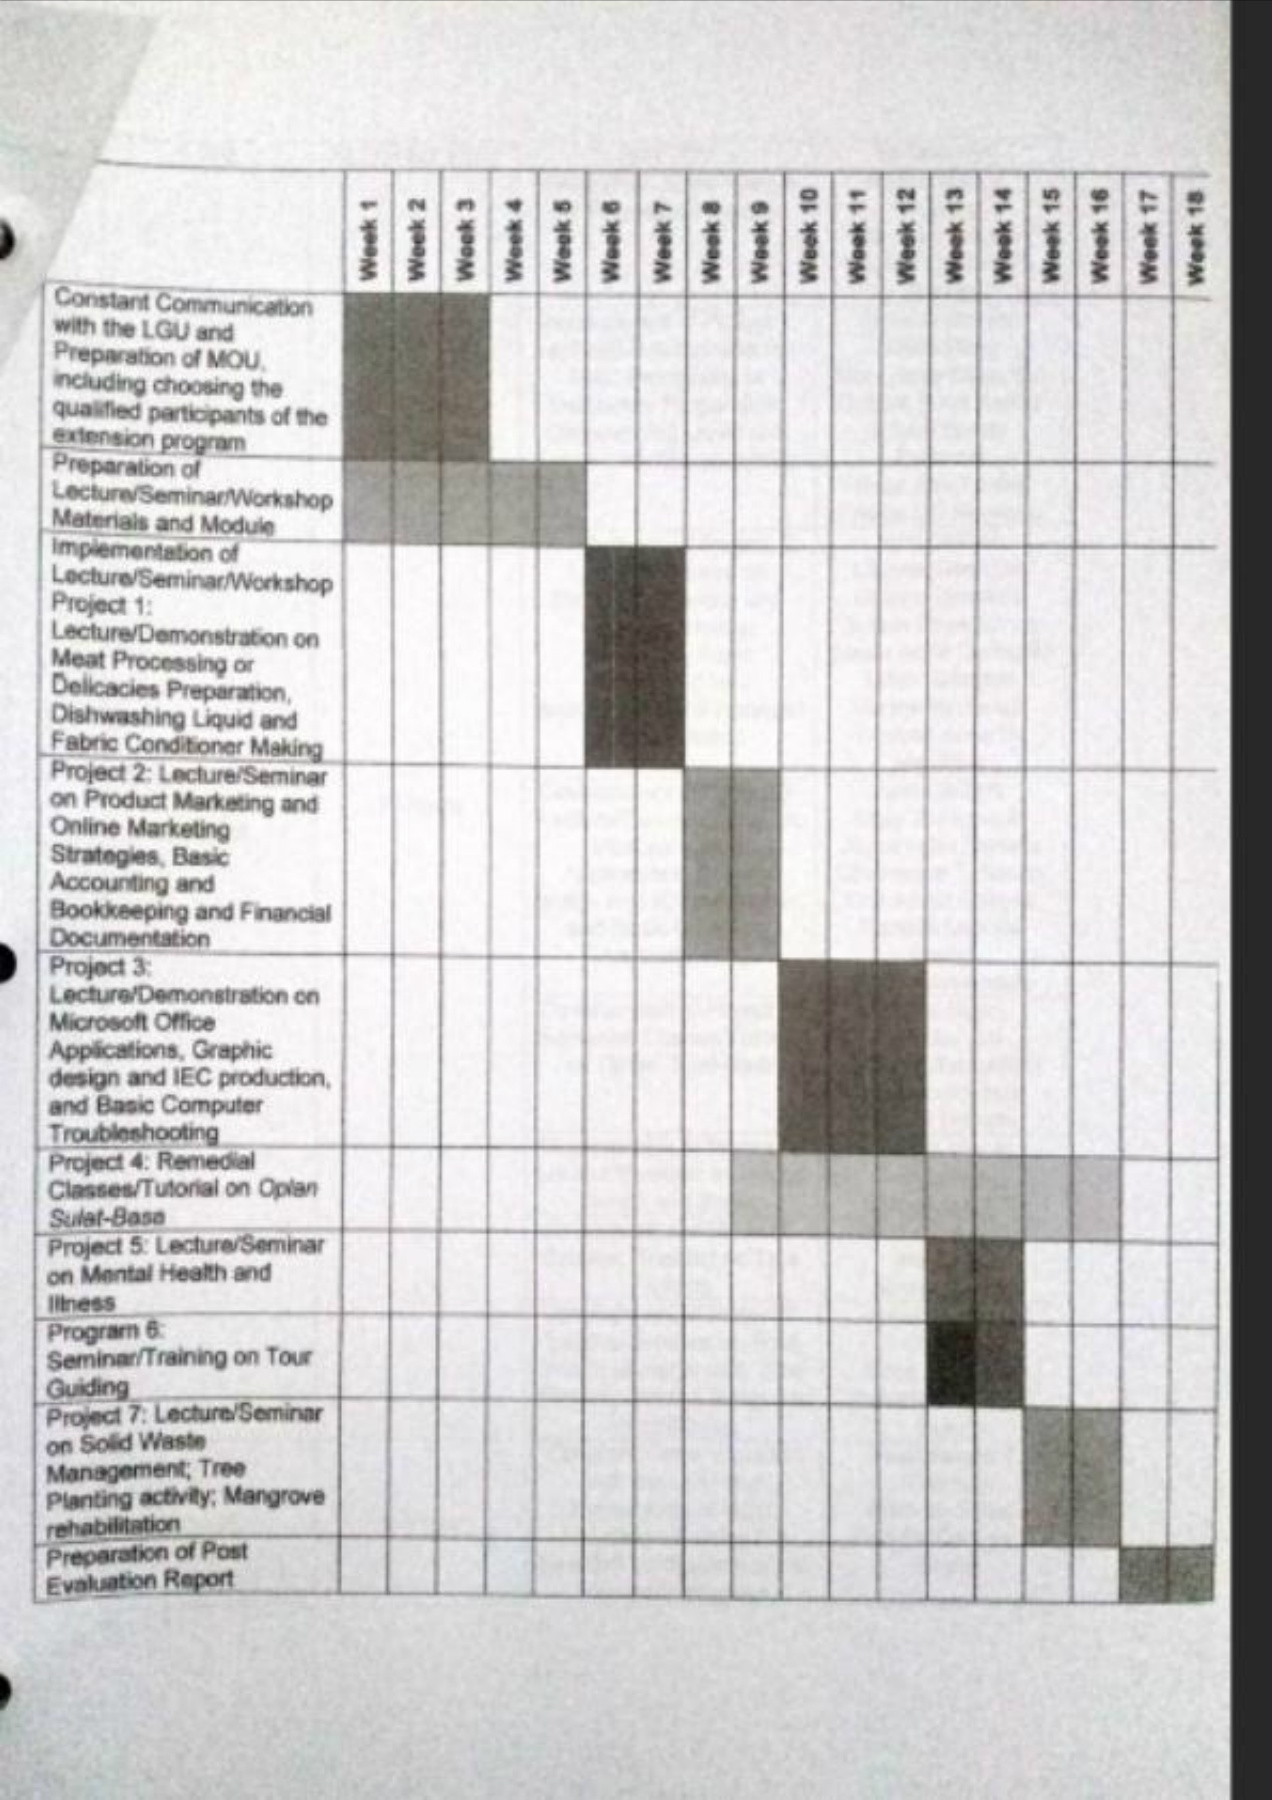 Week 1
Week 2
Week 3
Week 4
Week 5
Week 6
Week 7
Week 8
Week 9
Week 10
Week 11
Week 12
Week 13
Week 14
Week 15
Week 16
Week 17
Week 18
Constant Communication
with the LGU and
Preparation of MOU,
including choosing the
qualified participants of the
extension program
Preparation of
Lecture/Seminar/Workshop
Materials and Module
Implementation of
Lecture/Seminar/Workshop
Project 1:
Lecture/Demonstration on
Meat Processing or
Delicacies Preparation,
Dishwashing Liquid and
Fabric Conditioner Making
Project 2: Lecture/Seminar
on Product Marketing and
Online Marketing
Strategies, Basic
Accounting and
Bookkeeping and Financial
Documentation
Project 3:
Lecture/Demonstration on
Microsoft Office
Applications, Graphic
design and IEC production,
and Basic Computer
Troubleshooting
Project 4: Remedial
Classes/Tutorial on Oplan
Sulat-Basa
Project 5: Lecture/Seminar
on Mental Health and
Illness
Program 6:
Seminar/Training on Tour
Guiding
Project 7: Lecture/Seminar
on Solid Waste
Management; Tree
Planting activity; Mangrove
rehabilitation
Preparation of Post
Evaluation Report